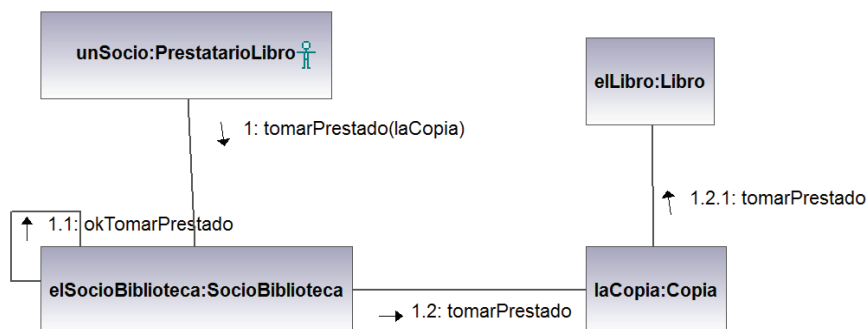 unSocio:PrestatarioLibro
elLibro:Libro
1: tomarPrestado(laCopia)
1.2.1: tomarPrestado
1.1: okTomarPrestado
elSocioBiblioteca:SocioBiblioteca
laCopia:Copia
1.2: tomarPrestado